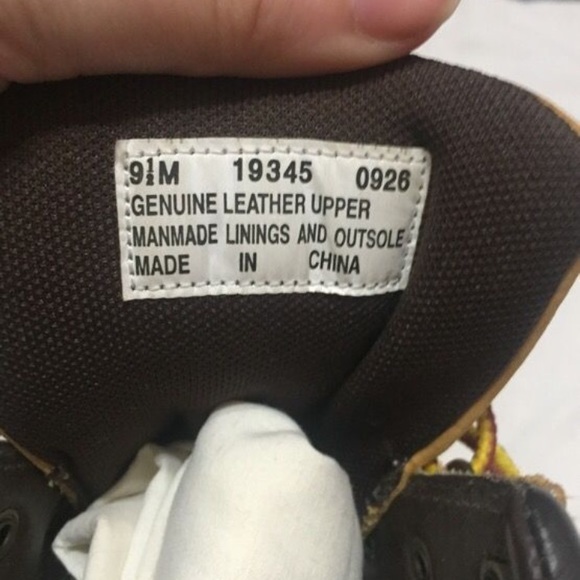 9½M 19345 0926
GENUINE LEATHER UPPER
MANMADE LININGS AND OUTSOLE
MADE IN CHINA